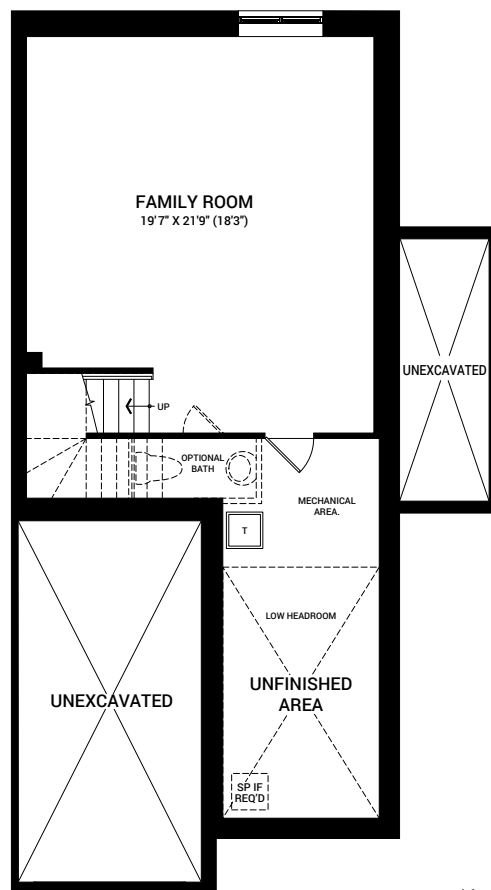 FAMILY ROOM
19'7" X 21'9" (18'3")
UNEXCAVATED
UP
OPTIONAL
BATH
MECHANICAL
AREA.
T
LOW HEADROOM
UNFINISHED
AREA
UNEXCAVATED
SP IF
REQ'D